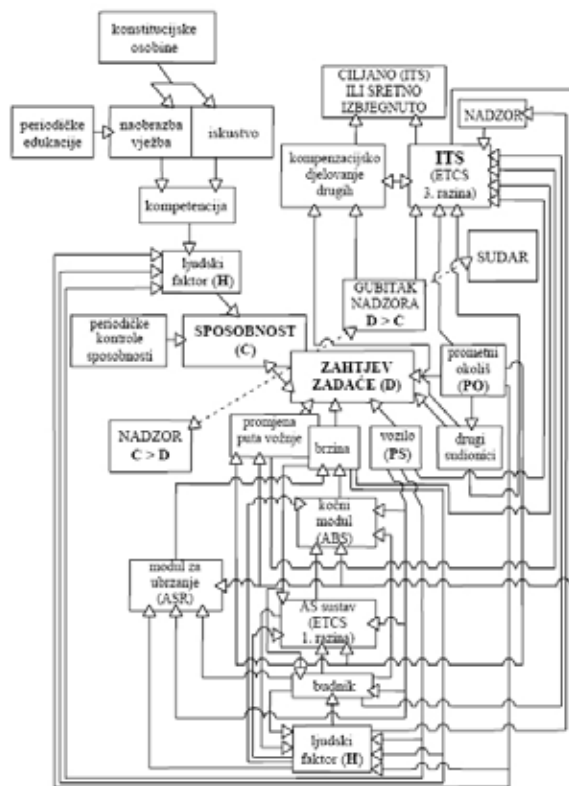 konstitucijske
osobine
periodičke
edukacije
naobrazba
vježba
iskustvo
kompetencija
ljudski
faktor (H)
periodičke
kontrole
sposobnosti
SPOSOBNOST
(C)
NADZOR
C > D
CILJANO (ITS)
ILI SRETNO
IZBJEGNUTO
NADZOR
kompenzacijsko
djelovanje
drugih
ITS
(ETCS
3. razina)
SUDAR
GUBITAK
NADZORA
D > C
ZAHTJEV
ZADAĆE (D)
prometni
okoliš
(PO)
promjena
puta vožnje
brzina
vozilo
(PS)
drugi
sudionici
kočni
modul
(ABS)
modul za
ubrzanje
(ASR)
AS sustav
(ETCS
1. razina)
budnik
ljudski
faktor (H)